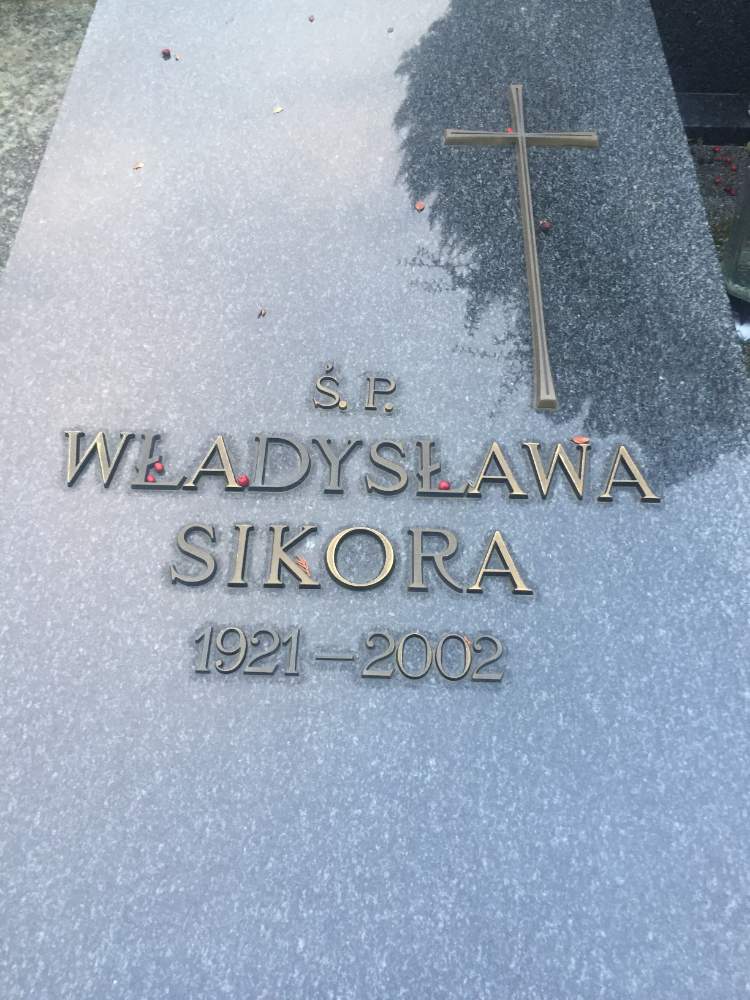 Ś.P.
WŁADYSŁAWA
SIKORA
1921–2002